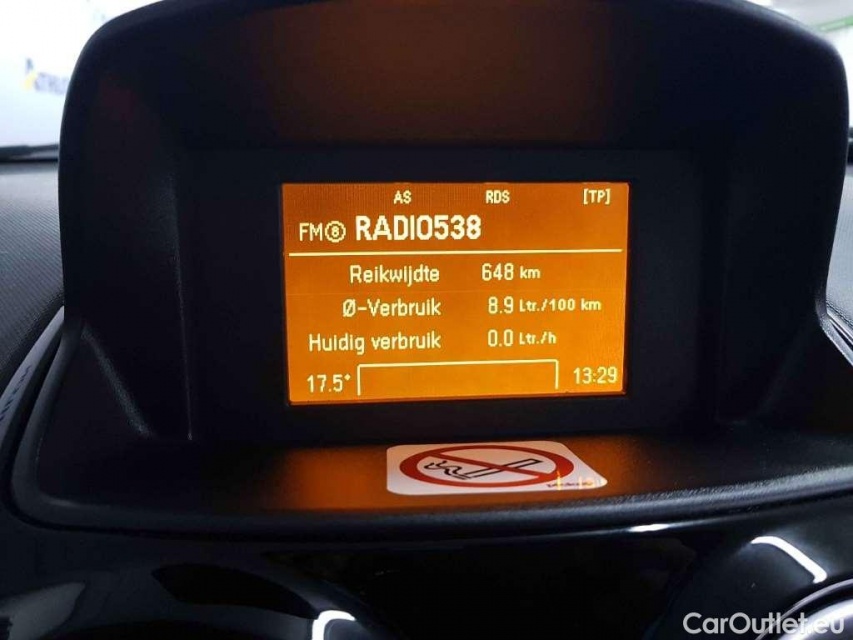 AS RDS [TP]
FM⑧ RADIO538
Reikwijdte 648 km
Ø-Verbruik 8.9 Ltr./100 km
Huidig verbruik 0.0 Ltr./h
17.5° 13:29
CarOutlet.eu